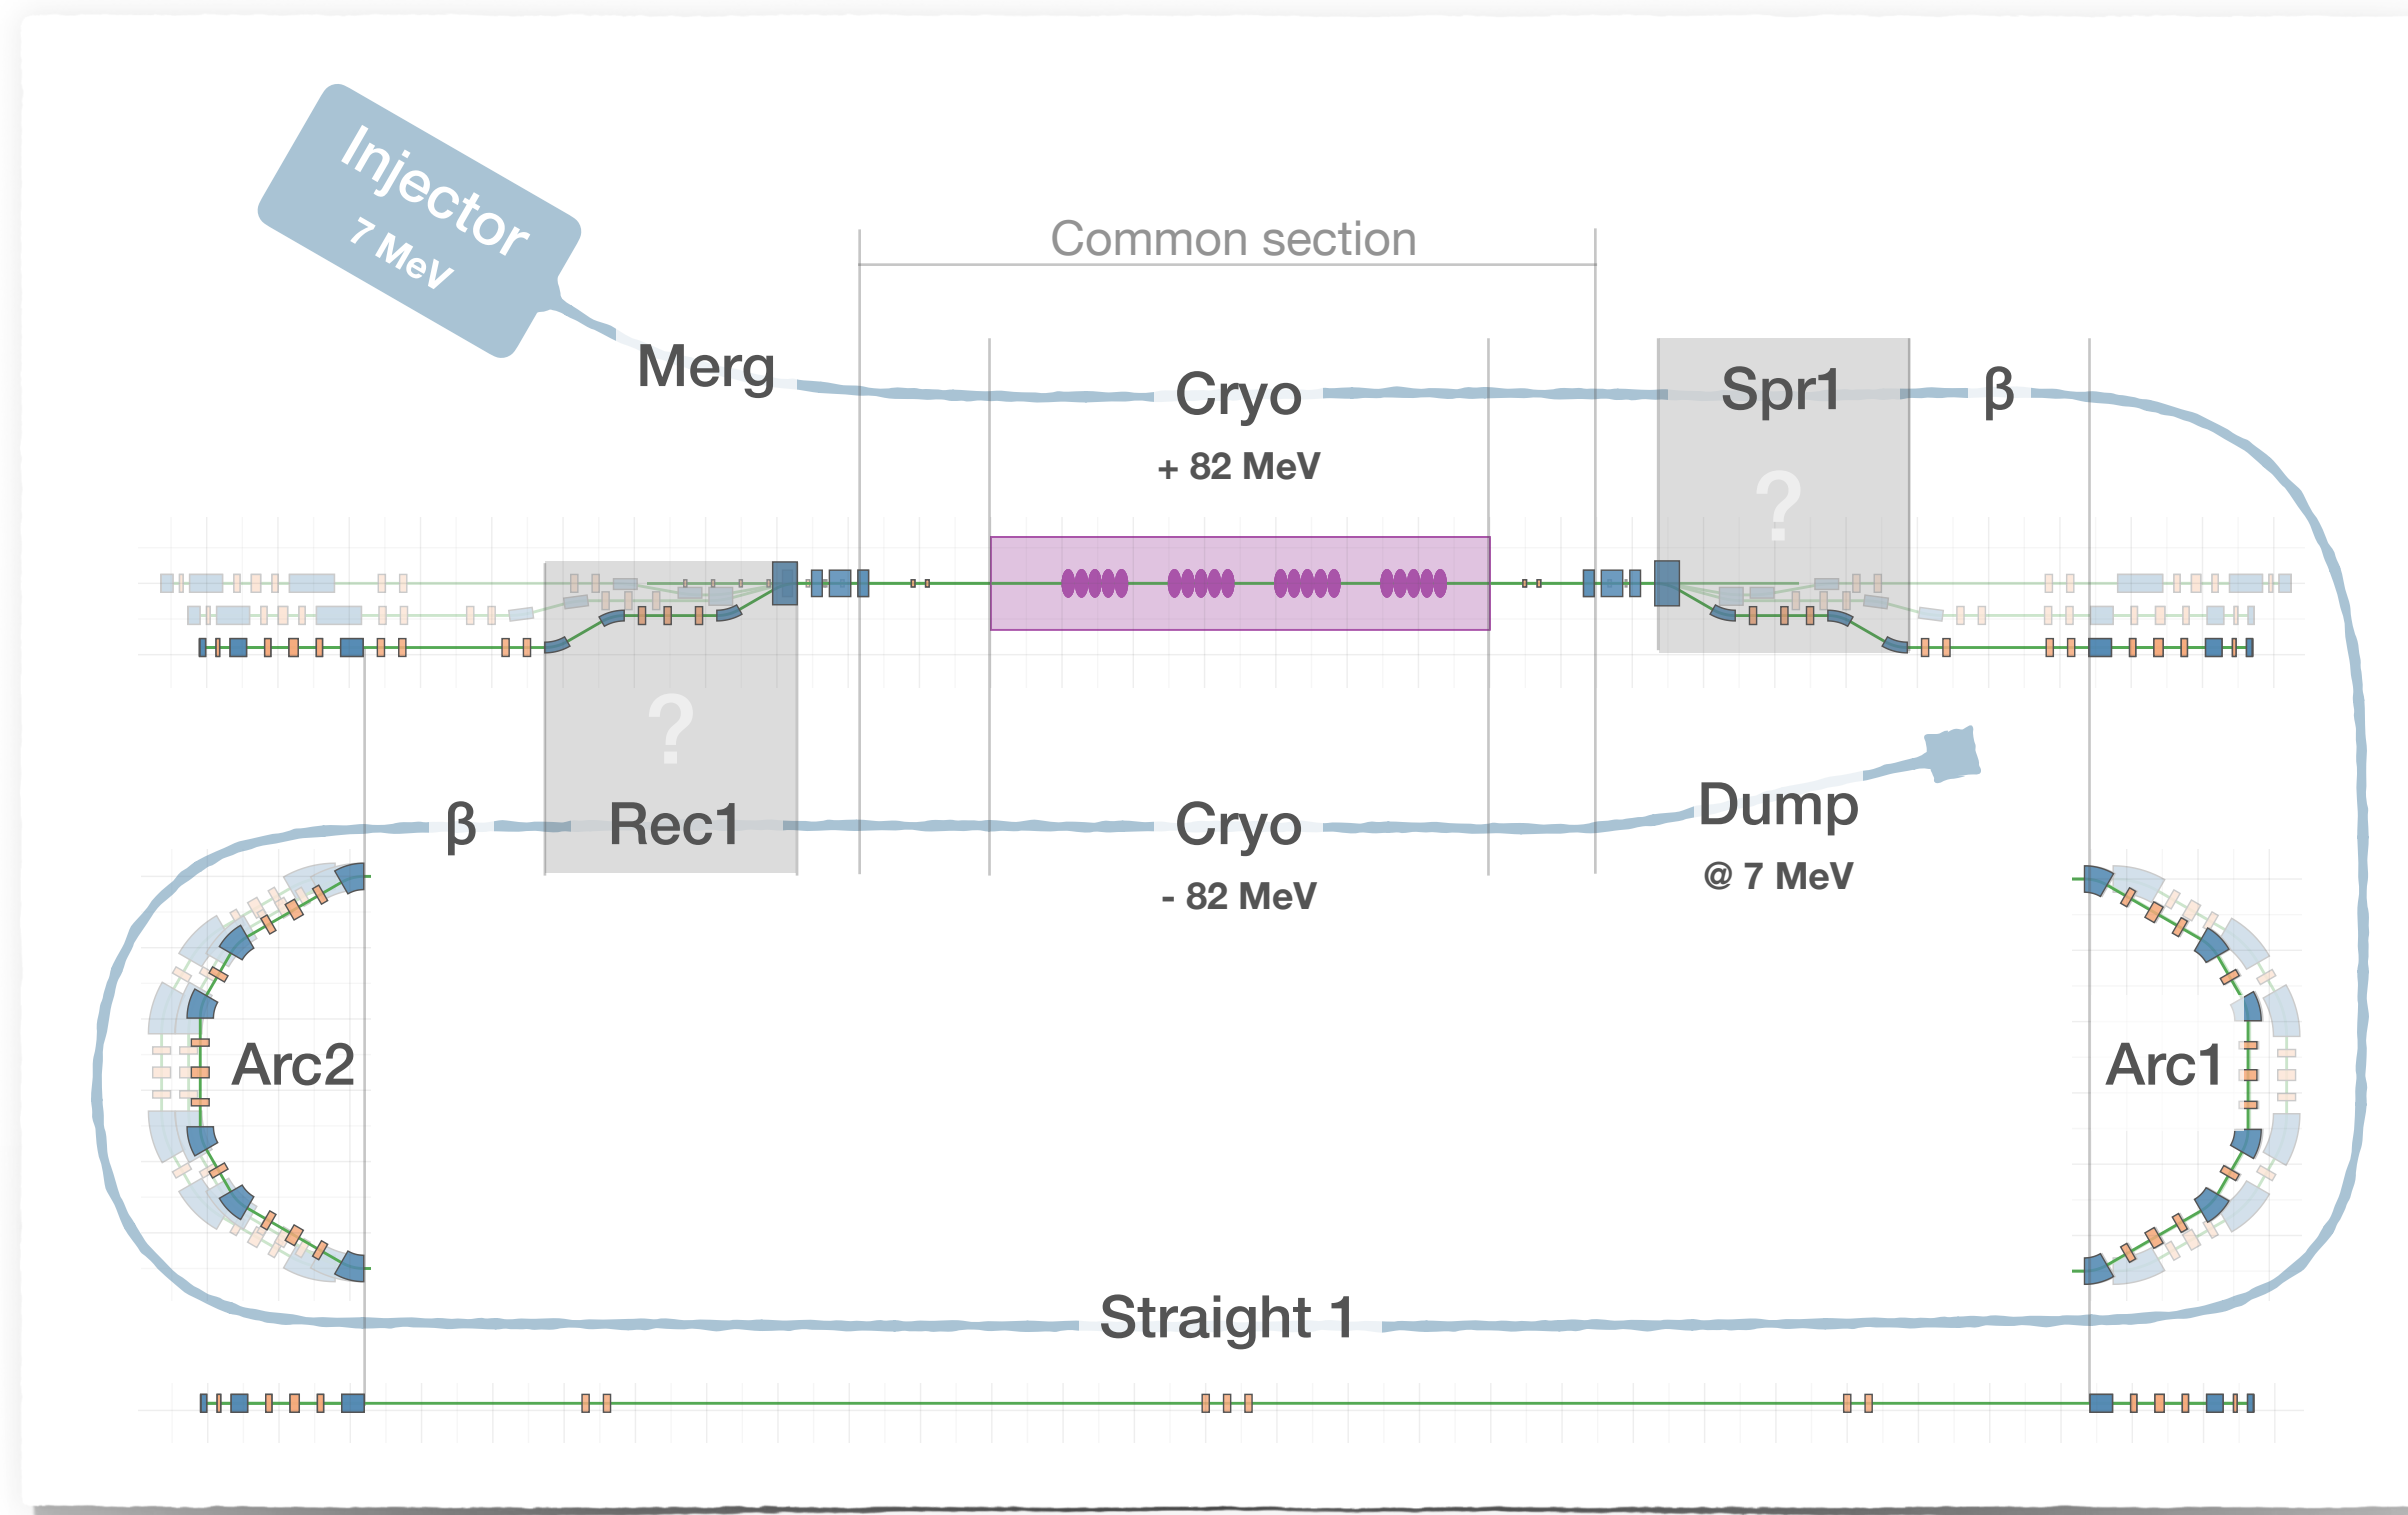 Injector
7 MeV
Common section
Merg
Cryo
+ 82 MeV
Spr1
β
?
?
β
Rec1
Cryo
- 82 MeV
Dump
@ 7 MeV
Arc2
Arc1
Straight 1